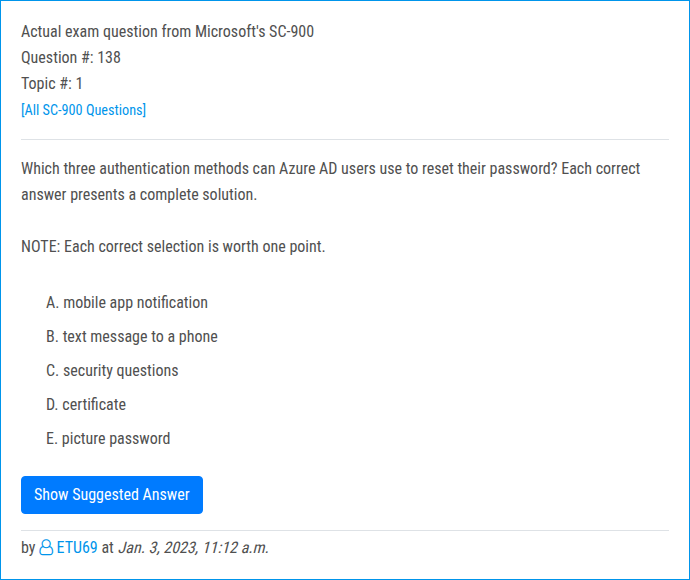 Actual exam question from Microsoft's SC-900
Question #: 138
Topic #: 1
[All SC-900 Questions]
Which three authentication methods can Azure AD users use to reset their password? Each correct
answer presents a complete solution.
NOTE: Each correct selection is worth one point.
A. mobile app notification
B. text message to a phone
C. security questions
D. certificate
E. picture password
Show Suggested Answer
by ETU69 at Jan. 3, 2023, 11:12 a.m.